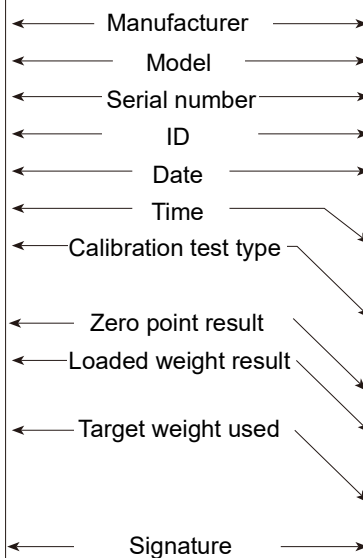 Manufacturer
Model
Serial number
ID
Date
Time
Calibration test type
Zero point result
Loaded weight result
Target weight used
Signature